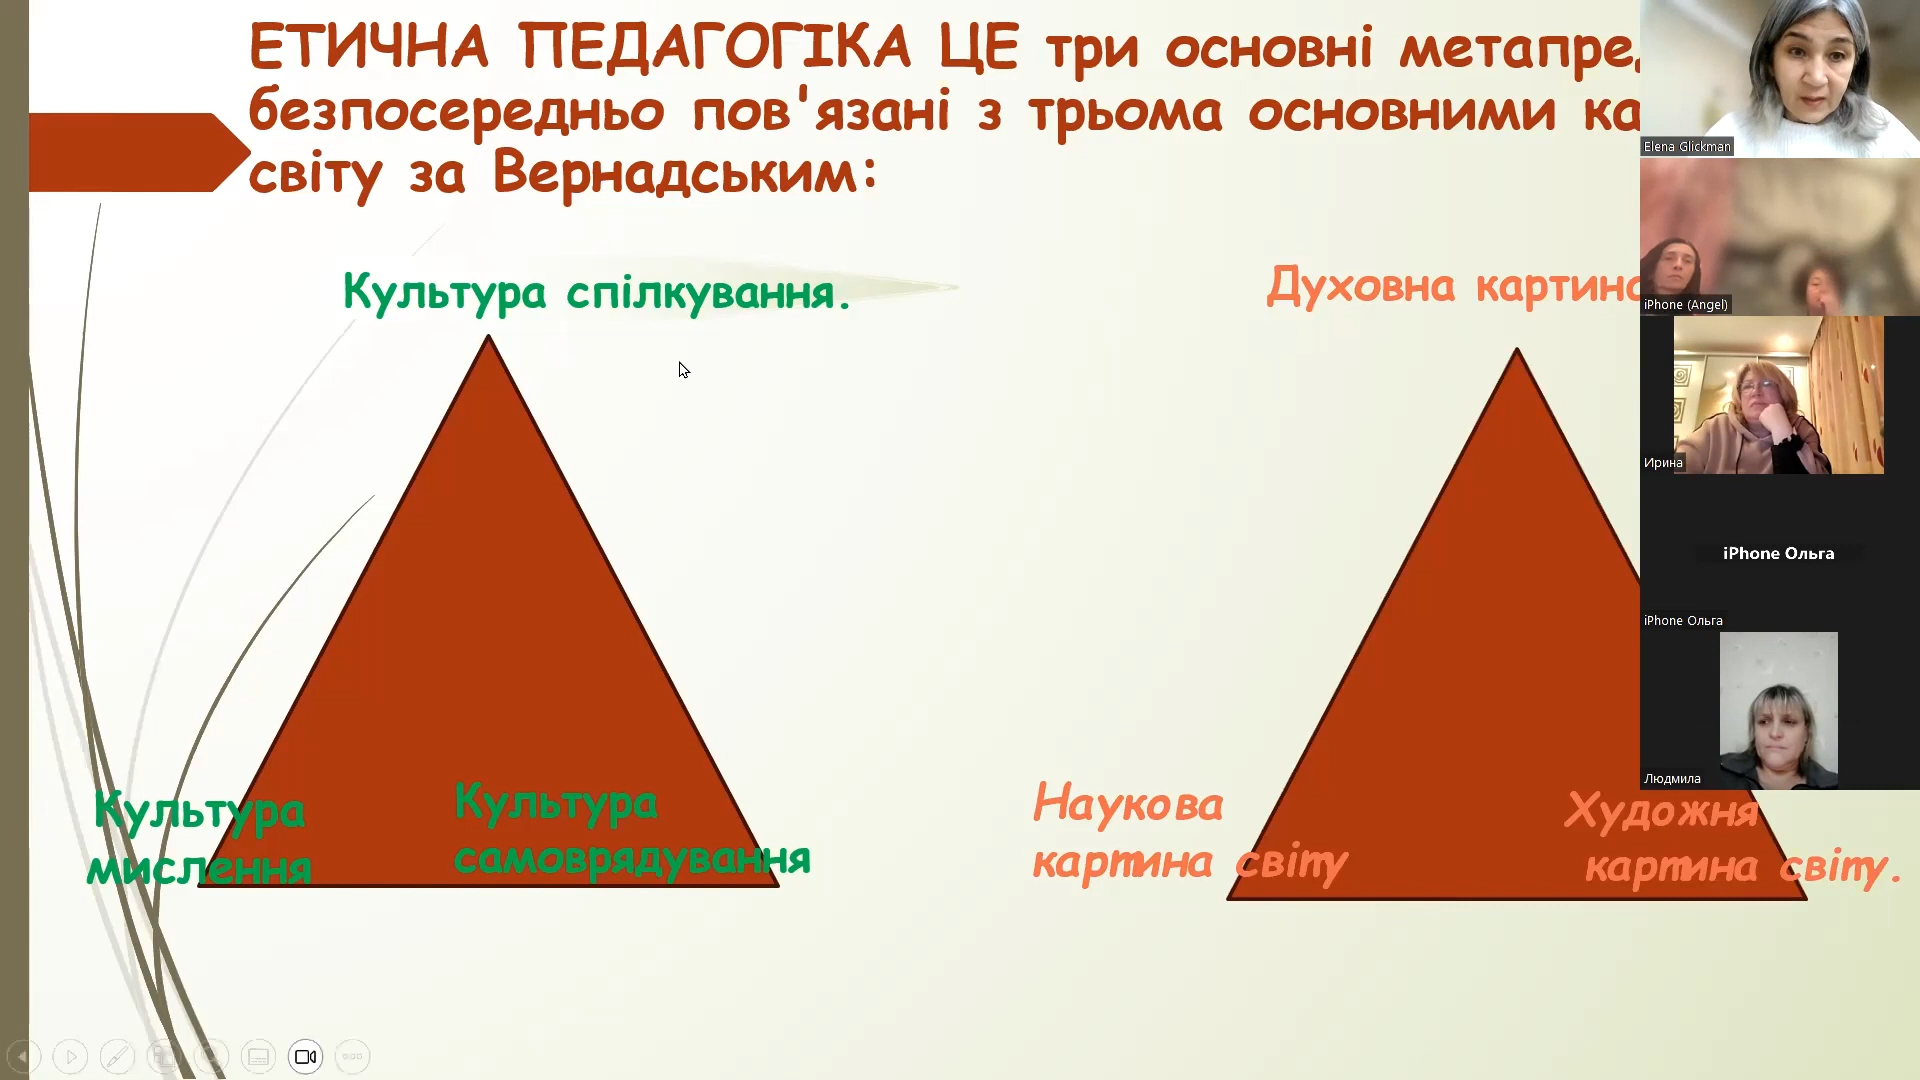 ЕТИЧНА ПЕДАГОГІКА ЦЕ три основні метапред
безпосередньо пов'язані з трьома основними ка
світу за Вернадським:
Культура спілкування.
Духовна картина
Культура
мислення
Культура
самоврядування
Наукова
картина світу
Художня
картина світу.
Elena Glickman
iPhone (Angel)
Ирина
iPhone Ольга
iPhone Ольга
Людмила